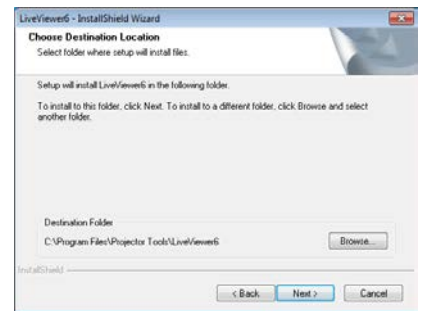 LiveViewer6 - InstallShield Wizard
Choose Destination Location
Select folder where setup will install files.
Setup will install LiveViewer6 in the following folder.
To install to this folder, click Next. To install to a different folder, click Browse and select
another folder.
Destination Folder
C:\Program Files\Projector Tools\LiveViewer6
Browse...
InstallShield
< Back
Next >
Cancel